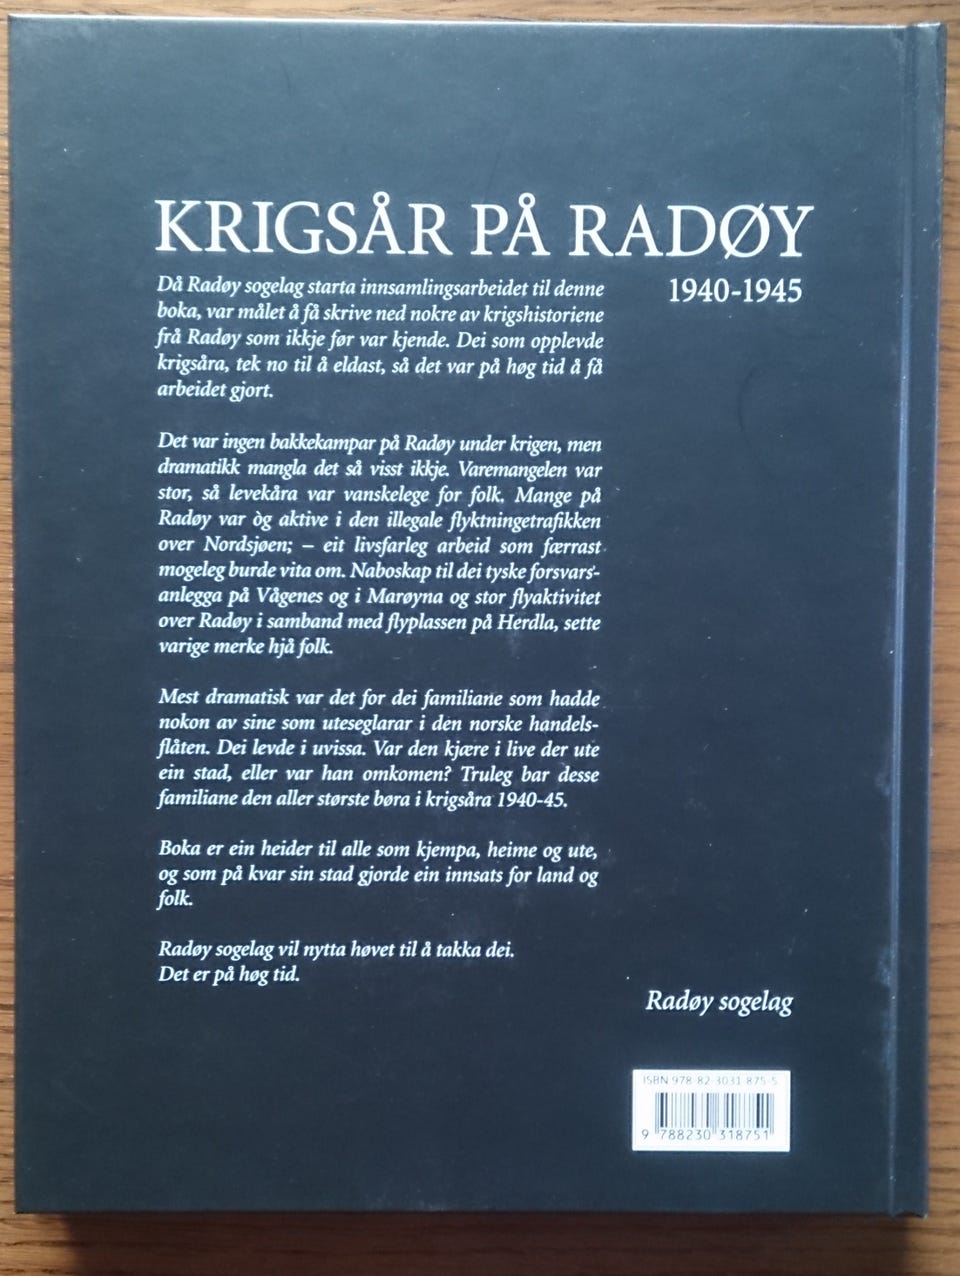 KRIGSÅR PÅ RADØY
1940-1945
Då Radøy sogelag starta innsamlingsarbeidet til denne
boka, var målet å få skrive ned nokre av krigshistoriene
frå Radøy som ikkje før var kjende. Dei som opplevde
krigsåra, tek no til å eldast, så det var på høg tid å få
arbeidet gjort.
Det var ingen bakkekampar på Radøy under krigen, men
dramatikk mangla det så visst ikkje. Varemangelen var
stor, så levekåra var vanskelege for folk. Mange på
Radøy var òg aktive i den illegale flyktningetrafikken
over Nordsjøen; – eit livsfarleg arbeid som færrast
mogeleg burde vita om. Naboskap til dei tyske forsvars-
anlegga på Vågenes og i Marøyna og stor flyaktivitet
over Radøy i samband med flyplassen på Herdla, sette
varige merke hjå folk.
Mest dramatisk var det for dei familiane som hadde
nokon av sine som uteseglarar i den norske handels-
flåten. Dei levde i uvissa. Var den kjære i live der ute
ein stad, eller var han omkomen? Truleg bar desse
familiane den aller største børa i krigsåra 1940-45.
Boka er ein heider til alle som kjempa, heime og ute,
og som på kvar sin stad gjorde ein innsats for land og
folk.
Radøy sogelag vil nytta høvet til å takka dei.
Det er på høg tid.
Radøy sogelag
ISBN 978-82-3031-875-5
9 788230 318751